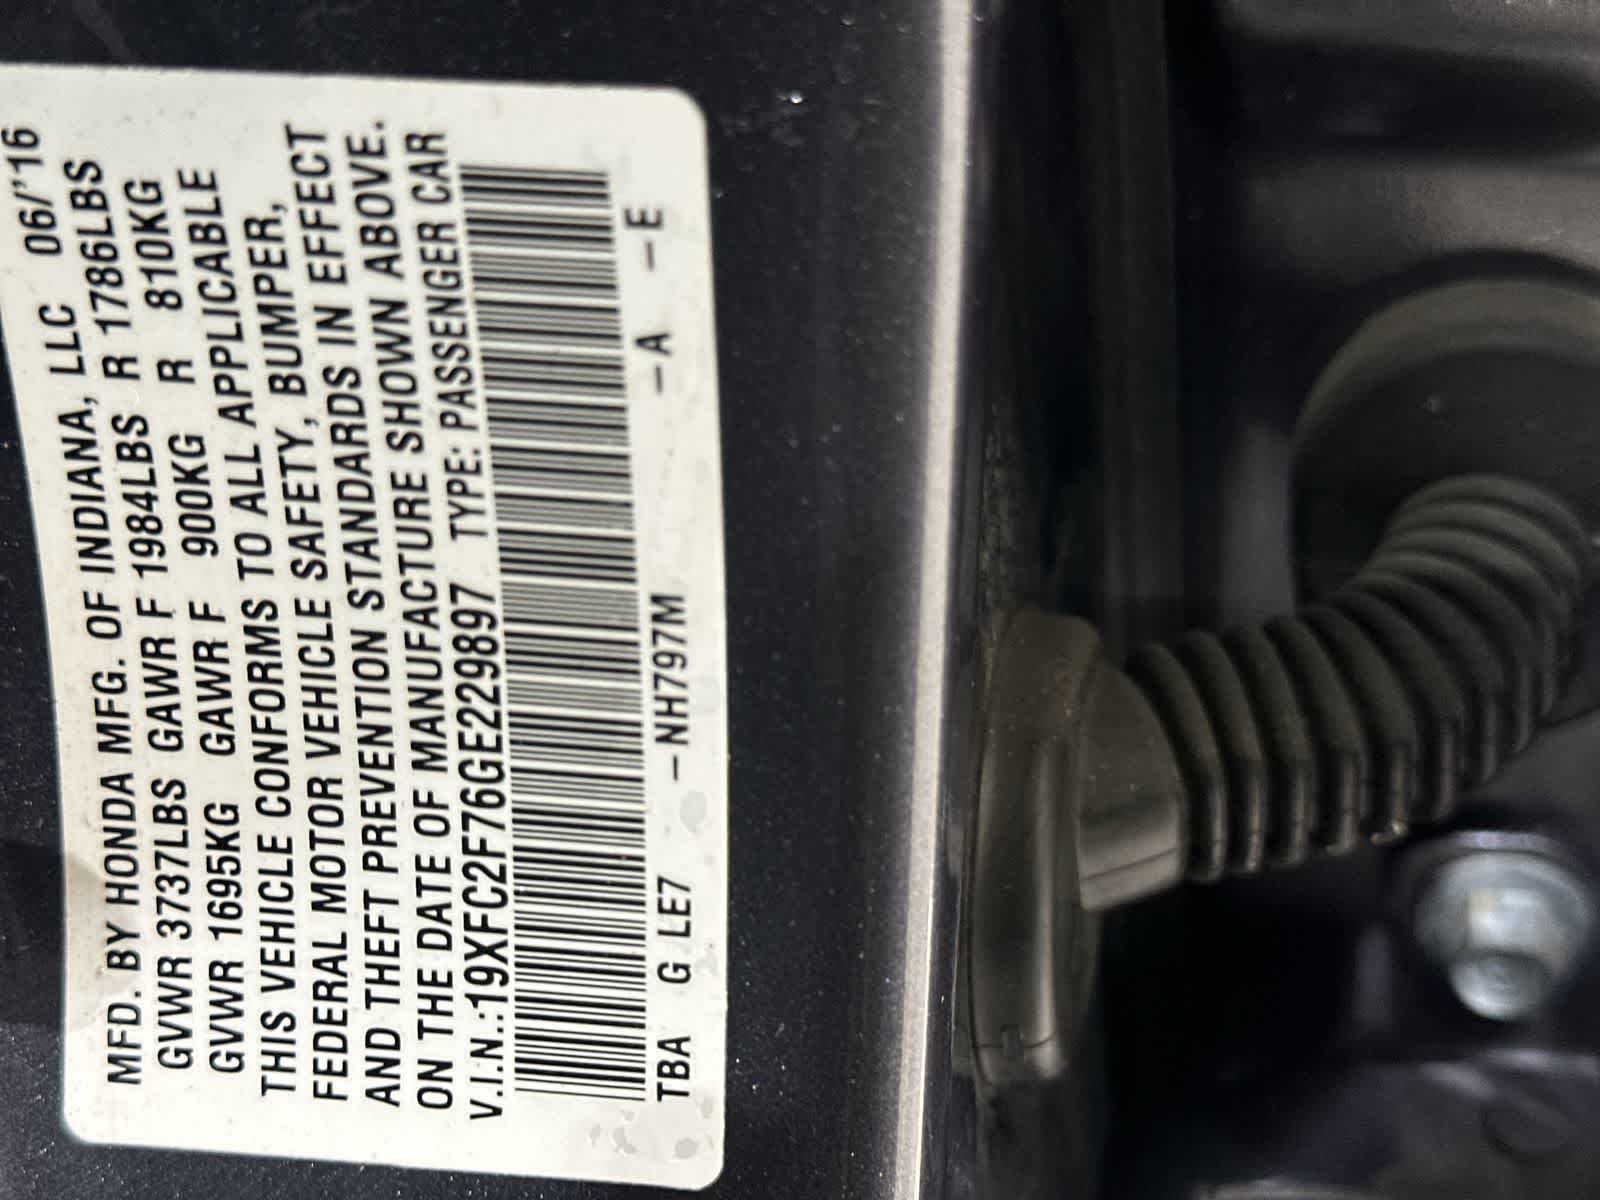 MFD. BY HONDA MFG. OF INDIANA, LLC 06/'16
GVWR 3737LBS GAWR F 1984LBS R 1786LBS
GVWR 1695KG GAWR F 900KG R 810KG
THIS VEHICLE CONFORMS TO ALL APPLICABLE
FEDERAL MOTOR VEHICLE SAFETY, BUMPER,
AND THEFT PREVENTION STANDARDS IN EFFECT
ON THE DATE OF MANUFACTURE SHOWN ABOVE.
V.I.N.:19XFC2F76GE229897 TYPE: PASSENGER CAR
TBA G LE7 -NH797M -A -E